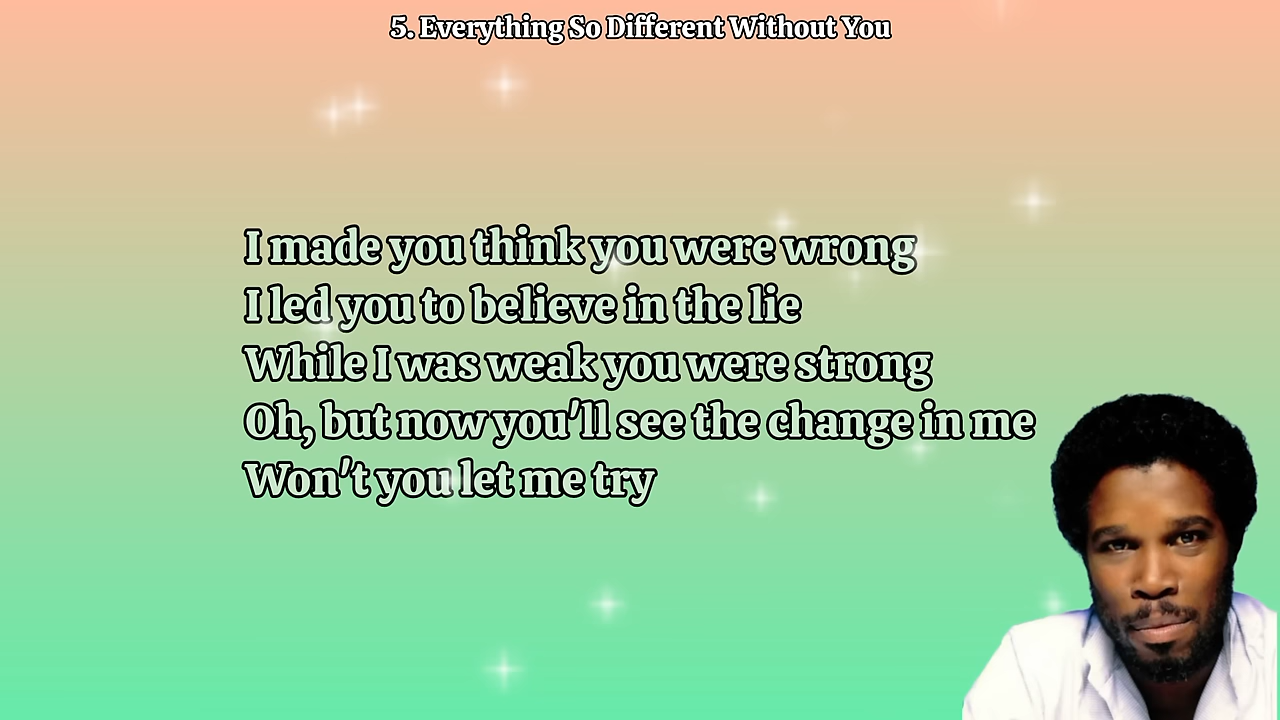 5. Everything So Different Without You
I made you think you were wrong
I led you to believe in the lie
While I was weak you were strong
Oh, but now you'll see the change in me
Won't you let me try